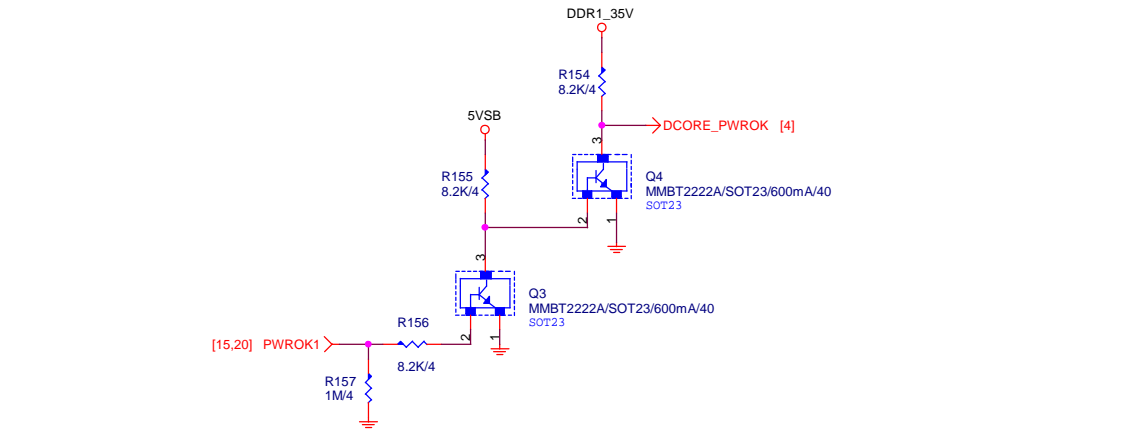 DDR1_35V
R154
8.2K/4
DCORE_PWROK [4]
5VSB
3
R155
8.2K/4
Q4
MMBT2222A/SOT23/600mA/40
SOT23
2
1
3
Q3
MMBT2222A/SOT23/600mA/40
SOT23
R156
2
1
[15,20] PWROK1
8.2K/4
R157
1M/4